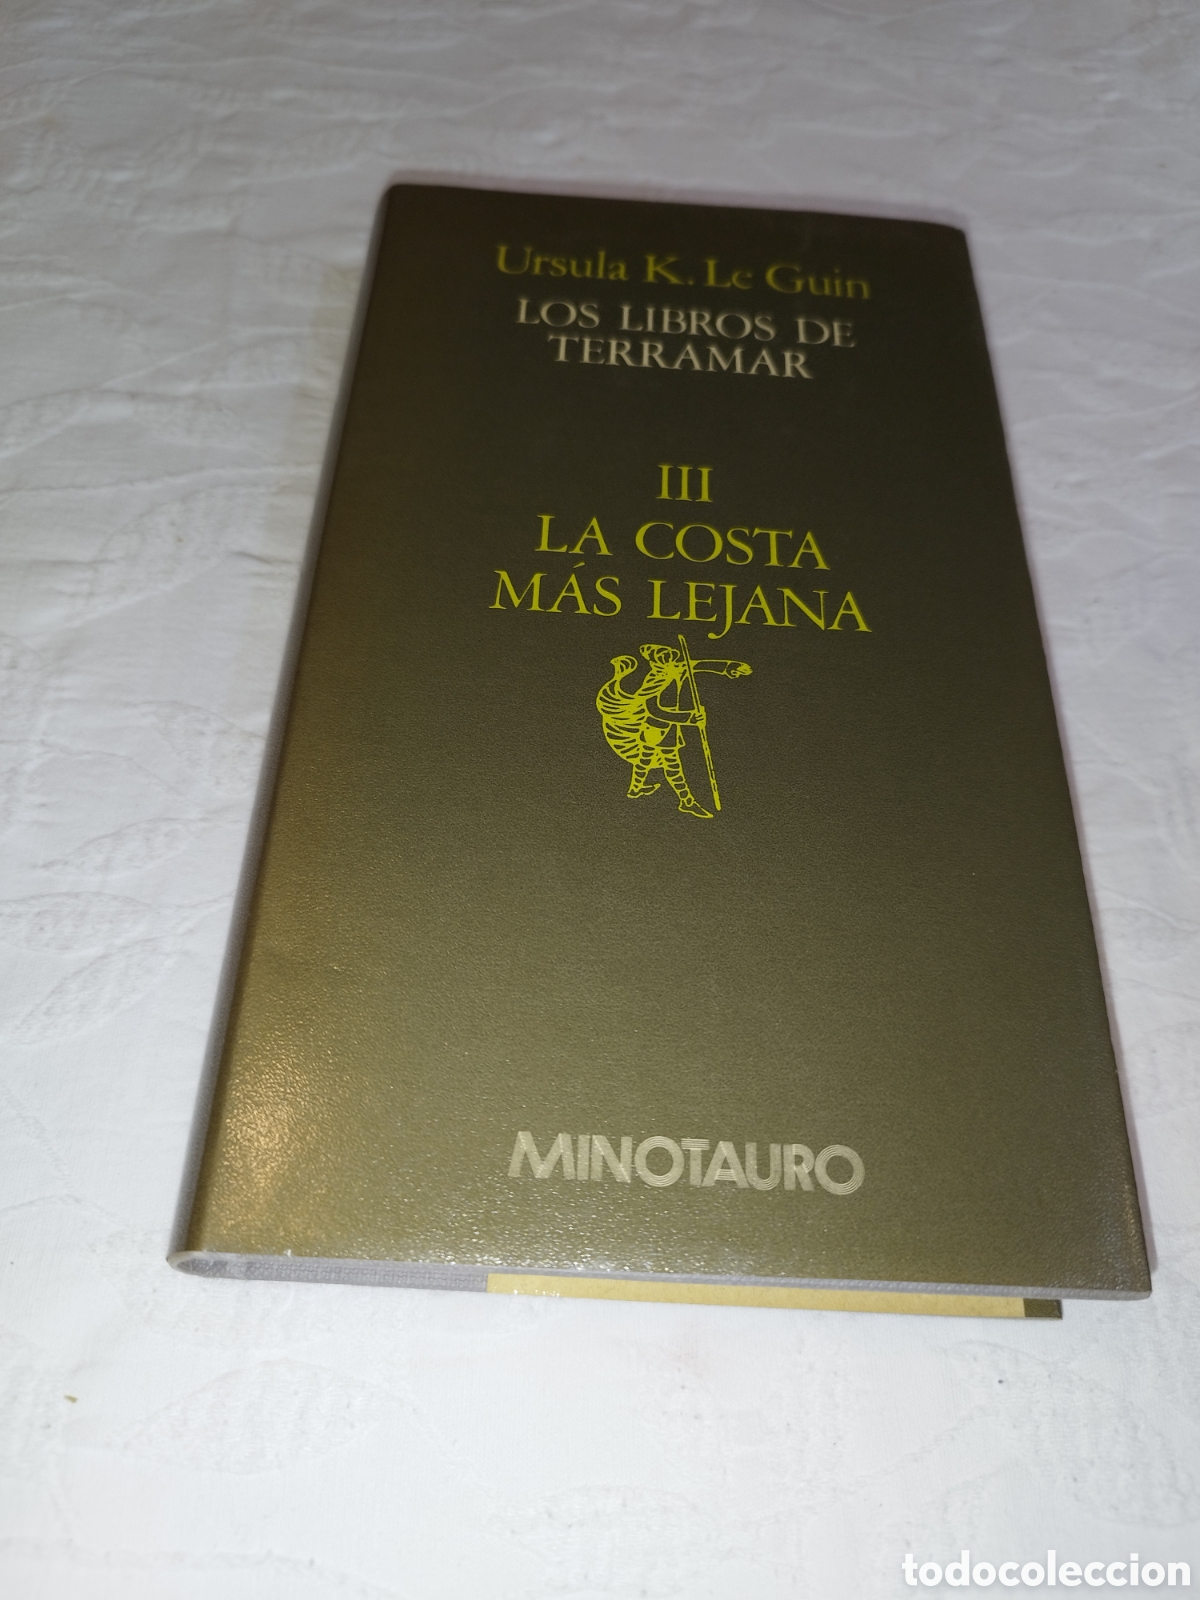 Ursula K. Le Guin
LOS LIBROS DE
TERRAMAR
III
LA COSTA
MÁS LEJANA
MINOTAURO
todocoleccion